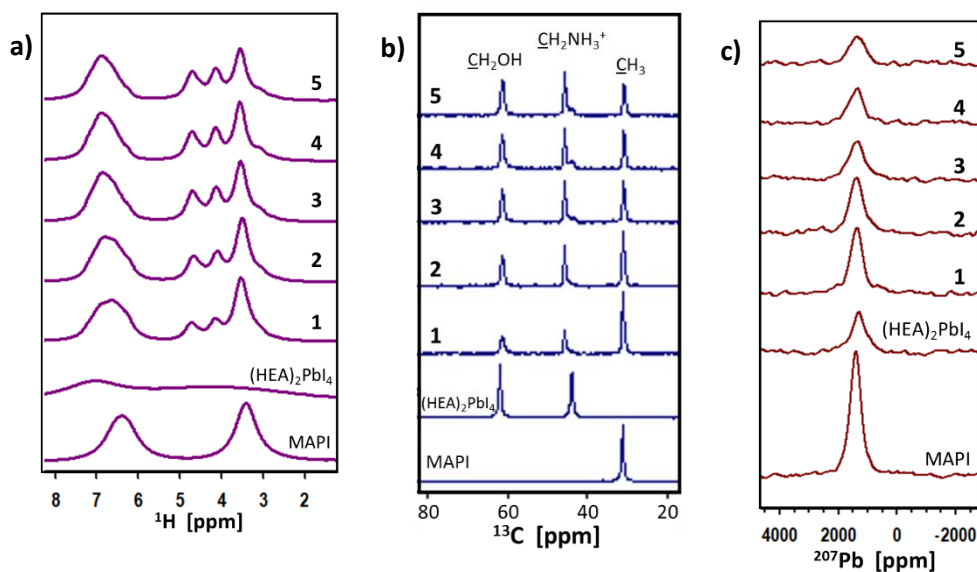 a)
5
4
3
2
1
(HEA)₂PbI₄
MAPI
8 7 6 5 4 3 2
¹H [ppm]
b)
CH₂OH
CH₂NH₃⁺
CH₃
5
4
3
2
1
(HEA)₂PbI₄
MAPI
80 60 40 20
¹³C [ppm]
c)
5
4
3
2
1
(HEA)₂PbI₄
MAPI
4000 2000 0 -2000
²⁰⁷Pb [ppm]